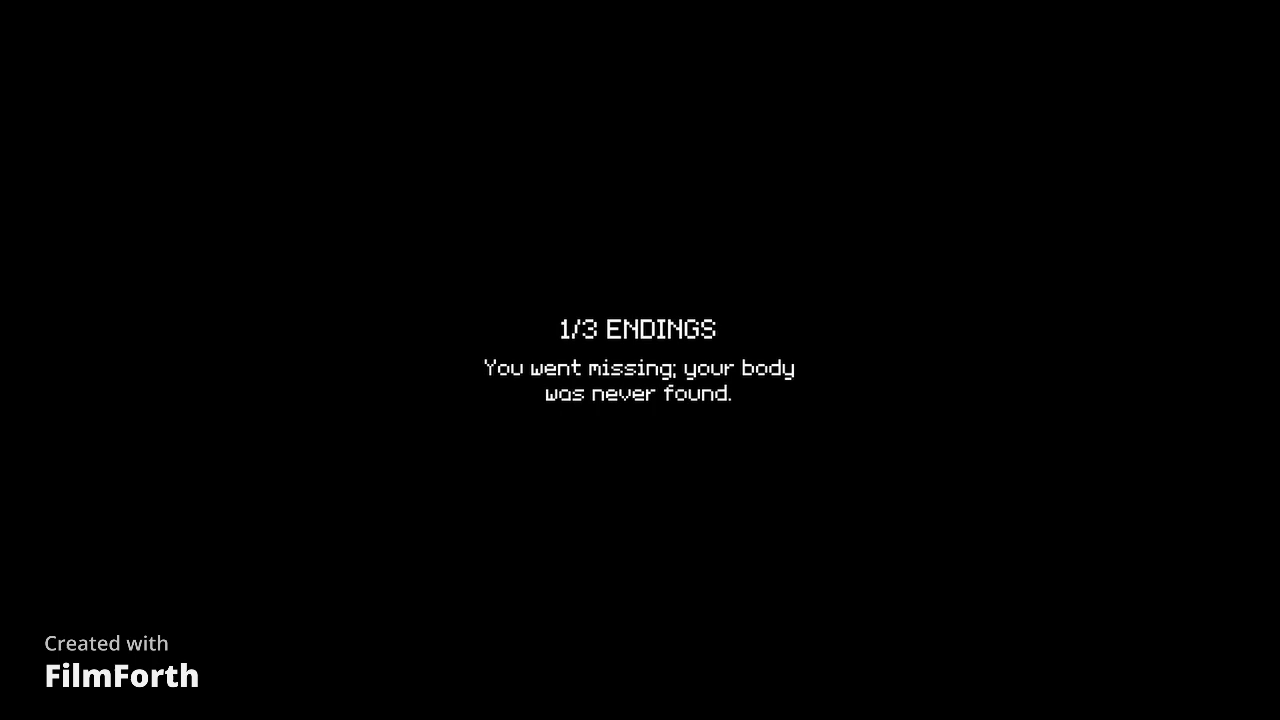 1/3 ENDINGS
You went missing; your body
was never found.
Created with
FilmForth